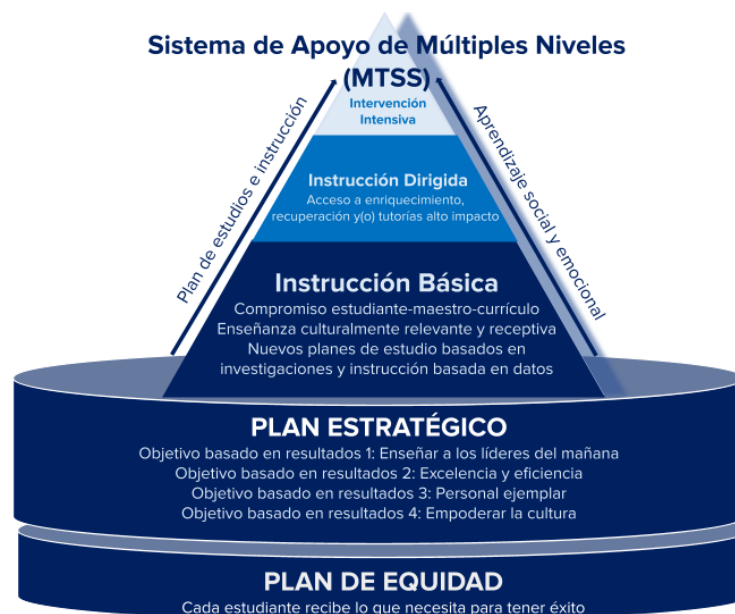 Sistema de Apoyo de Múltiples Niveles
(MTSS)
Intervención
Intensiva
Plan de estudios e instrucción
Aprendizaje social y emocional
Instrucción Dirigida
Acceso a enriquecimiento,
recuperación y(o) tutorías alto impacto
Instrucción Básica
Compromiso estudiante-maestro-currículo
Enseñanza culturalmente relevante y receptiva
Nuevos planes de estudio basados en
investigaciones y instrucción basada en datos
PLAN ESTRATÉGICO
Objetivo basado en resultados 1: Enseñar a los líderes del mañana
Objetivo basado en resultados 2: Excelencia y eficiencia
Objetivo basado en resultados 3: Personal ejemplar
Objetivo basado en resultados 4: Empoderar la cultura
PLAN DE EQUIDAD
Cada estudiante recibe lo que necesita para tener éxito